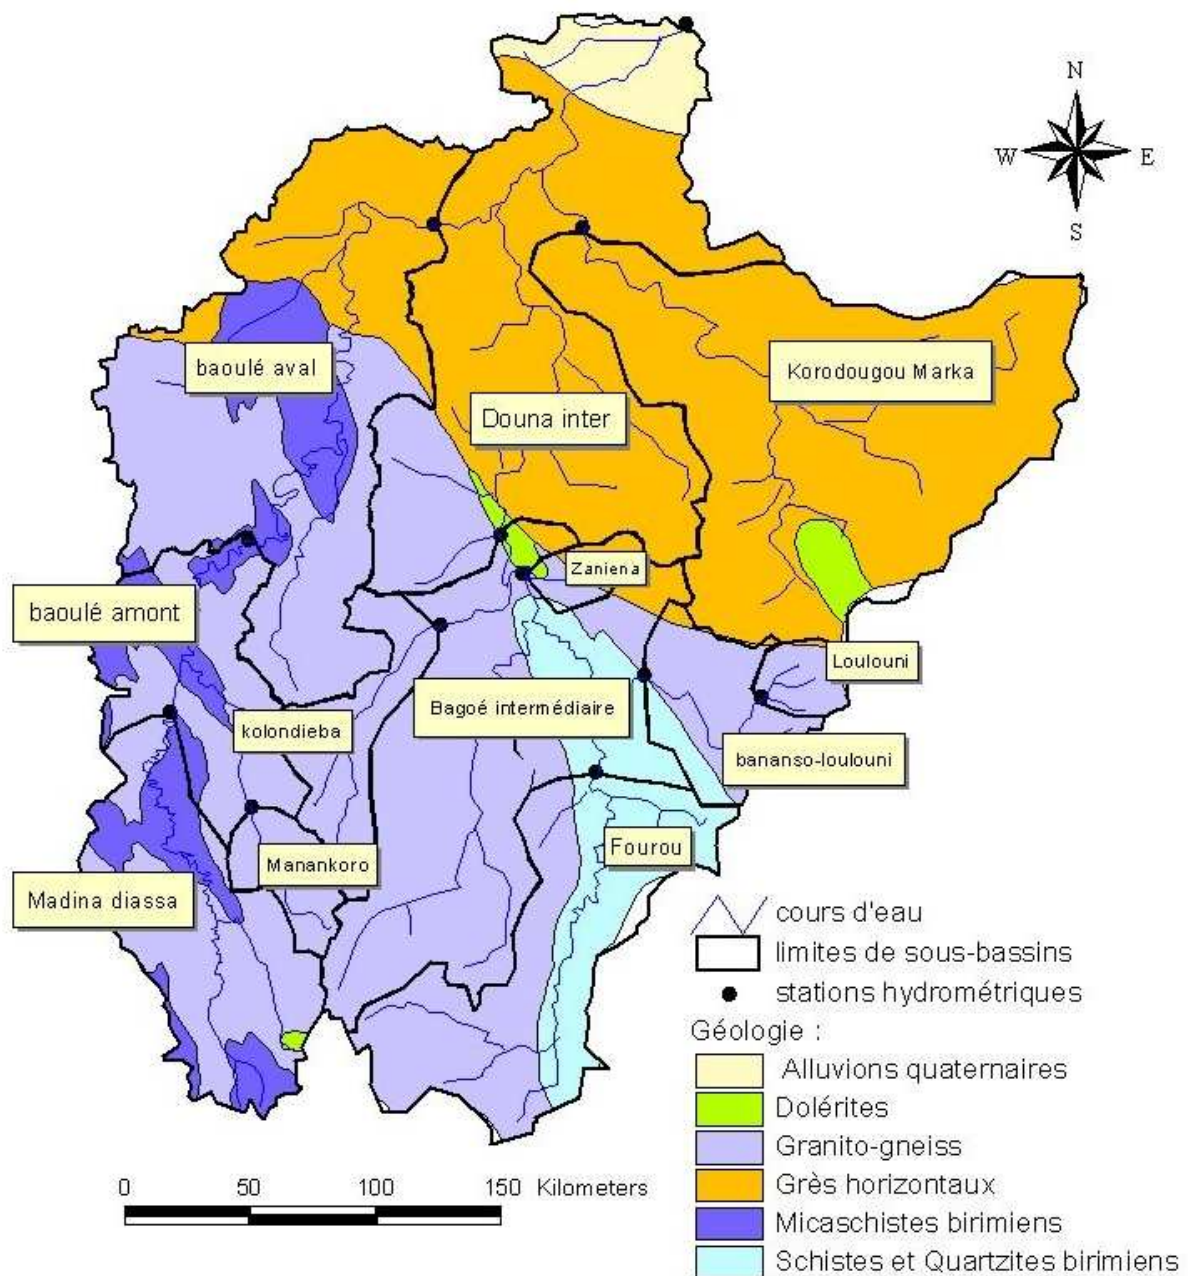 N
W
E
S
baoulé aval
Korodougou Marka
Douna inter
Zaniena
baoulé amont
Loulouni
Bagoé intermédiaire
kolondieba
bananso-loulouni
Fourou
Manankoro
Madina diassa
cours d'eau
limites de sous-bassins
stations hydrométriques
Géologie :
Alluvions quaternaires
Dolérites
Granito-gneiss
Grès horizontaux
Micaschistes birimiens
Schistes et Quartzites birimiens
0 50 100 150 Kilometers